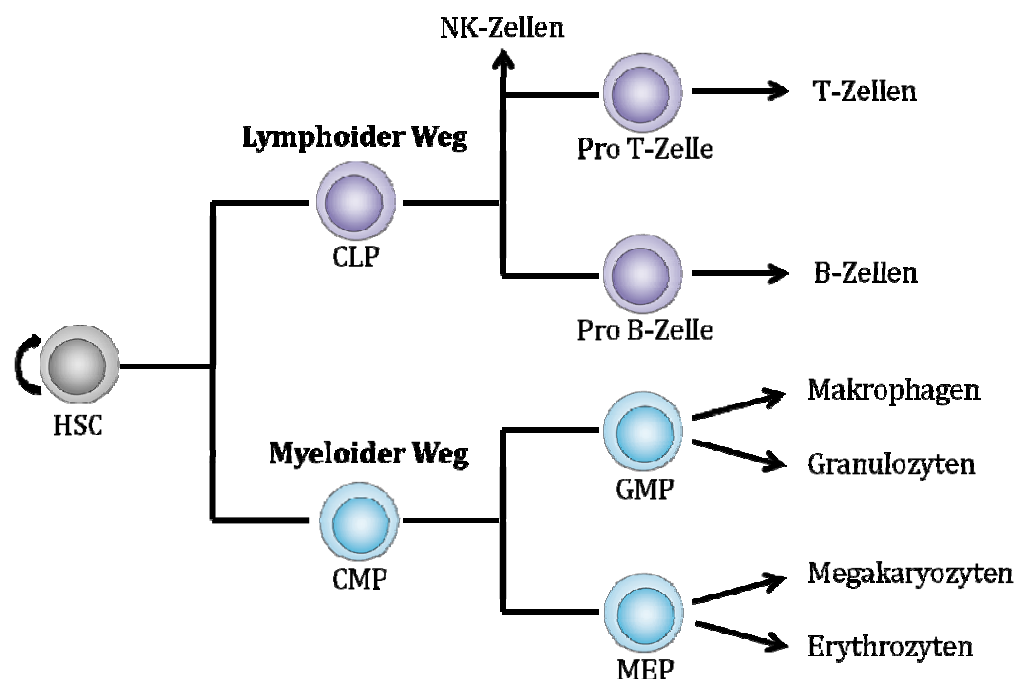 NK-Zellen
T-Zellen
Lymphoider Weg
Pro T-Zelle
CLP
B-Zellen
Pro B-Zelle
HSC
Makrophagen
Myeloider Weg
Granulozyten
GMP
CMP
Megakaryozyten
Erythrozyten
MEP